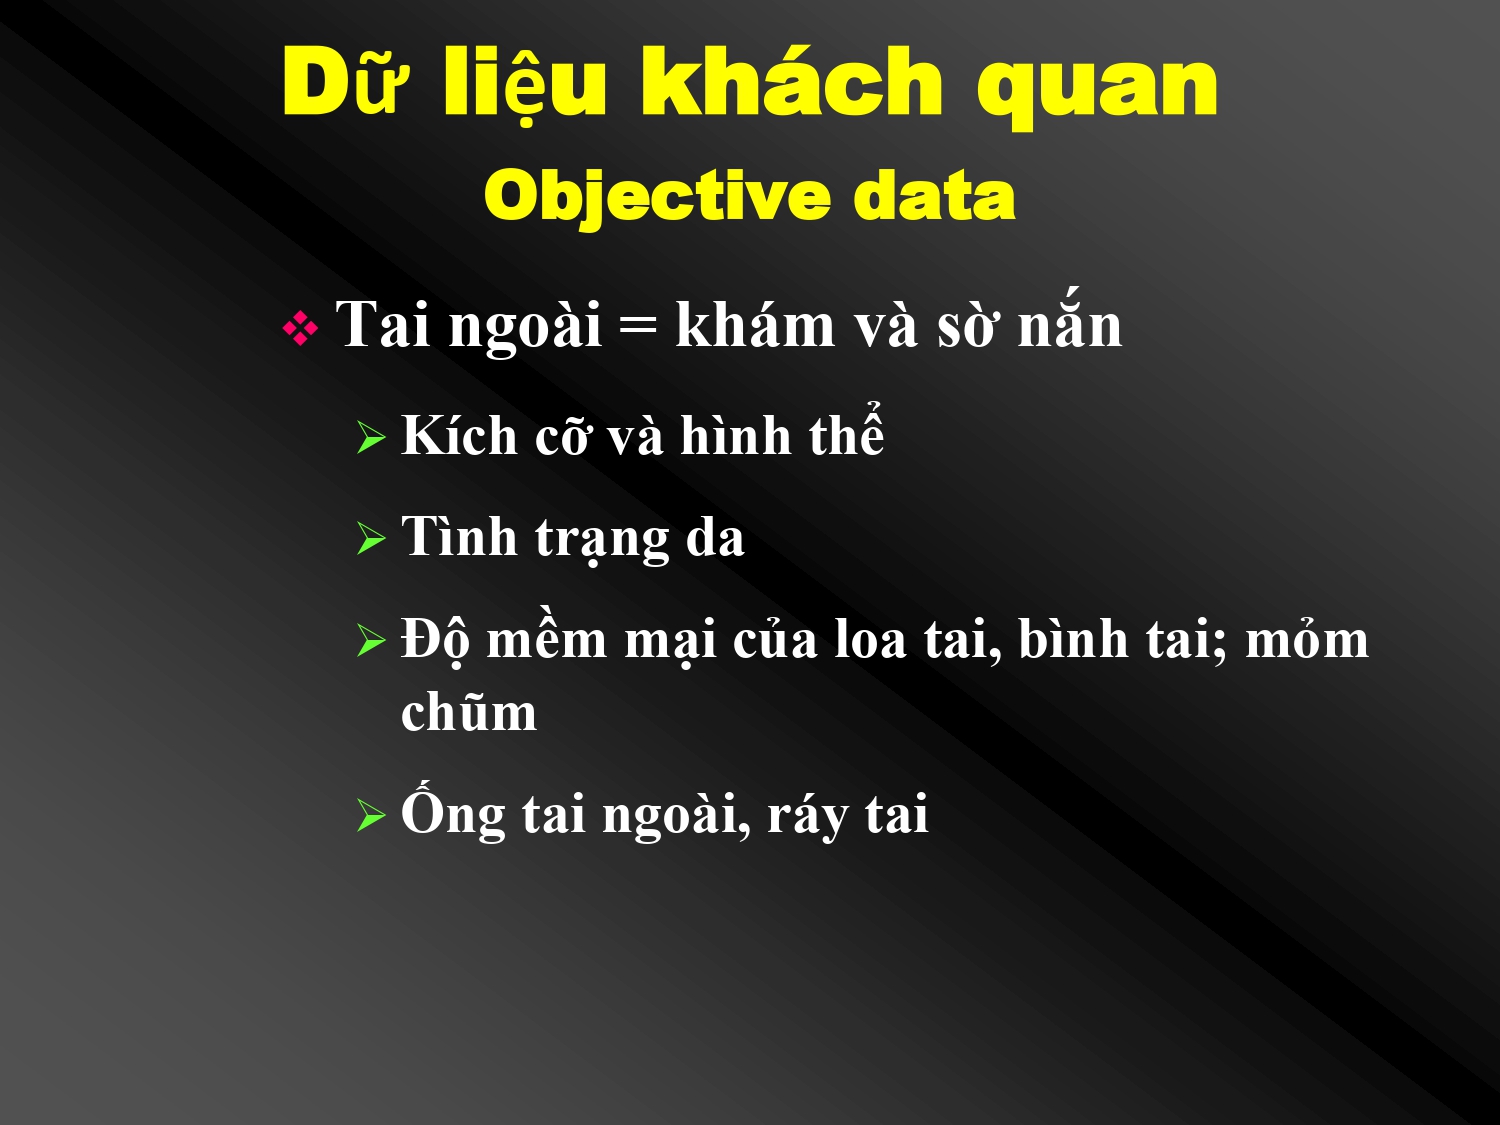 Dữ liệu khách quan
Objective data
Tai ngoài = khám và sờ nắn
Kích cỡ và hình thể
Tình trạng da
Độ mềm mại của loa tai, bình tai; mỏm
chũm
Ống tai ngoài, ráy tai